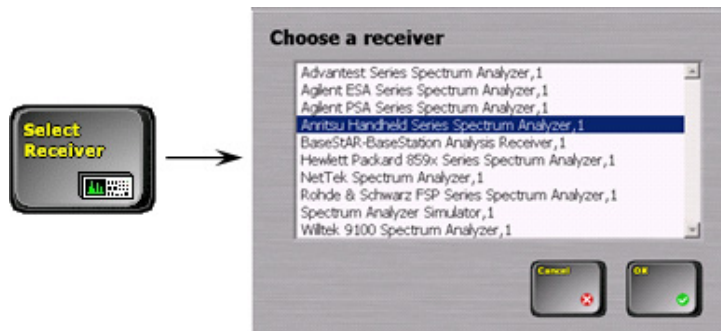 Select
Receiver
Choose a receiver
Advantest Series Spectrum Analyzer,1
Agilent ESA Series Spectrum Analyzer,1
Agilent PSA Series Spectrum Analyzer,1
Anritsu Handheld Series Spectrum Analyzer,1
BaseStAR-BaseStation Analysis Receiver,1
Hewlett Packard 859x Series Spectrum Analyzer,1
NetTek Spectrum Analyzer,1
Rohde & Schwarz FSP Series Spectrum Analyzer,1
Spectrum Analyzer Simulator,1
Willtek 9100 Spectrum Analyzer,1
Cancel
OK